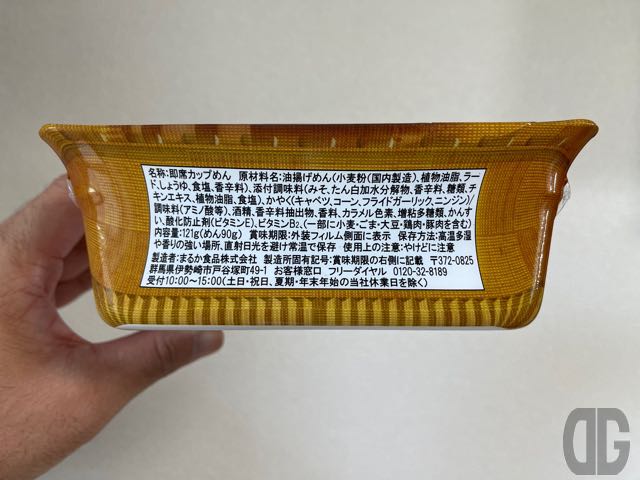 名称:即席カップめん 原材料名:油揚げめん(小麦粉(国内製造)、植物油脂、ラー
ド、しょうゆ、食塩、香辛料)、添付調味料(みそ、たん白加水分解物、香辛料、糖類、チ
キンエキス、植物油脂、食塩)、かやく(キャベツ、コーン、フライドガーリック、ニンジン)/
調味料(アミノ酸等)、酒精、香辛料抽出物、香料、カラメル色素、増粘多糖類、かんす
い、酸化防止剤(ビタミンE)、ビタミンB₂、(一部に小麦・ごま・大豆・鶏肉・豚肉を含む)
内容量:121g(めん90g) 賞味期限:外装フィルム側面に表示 保存方法:高温多湿
や香りの強い場所、直射日光を避け常温で保存 使用上の注意:やけどに注意
製造者:まるか食品株式会社 製造所固有記号:賞味期限の右側に記載 〒372-0825
群馬県伊勢崎市戸谷塚町49-1 お客様窓口 フリーダイヤル 0120-32-8189
受付10:00~15:00(土・日・祝日、夏期・年末年始の当社休業日を除く)
DG